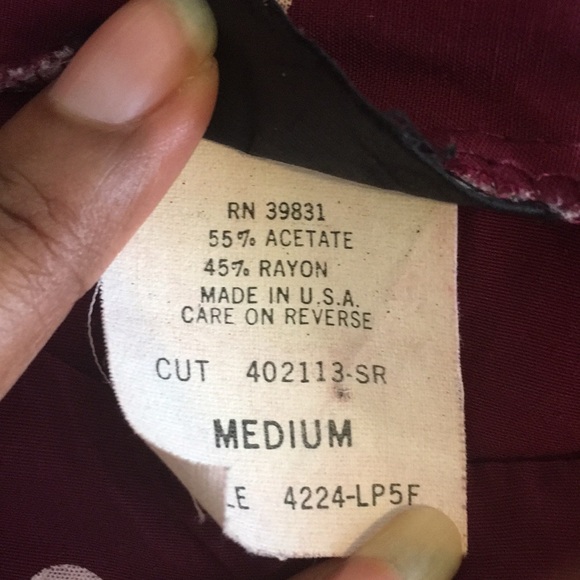 RN 39831
55% ACETATE
45% RAYON
MADE IN U.S.A.
CARE ON REVERSE
CUT 402113-SR
MEDIUM
LE 4224-LP5F